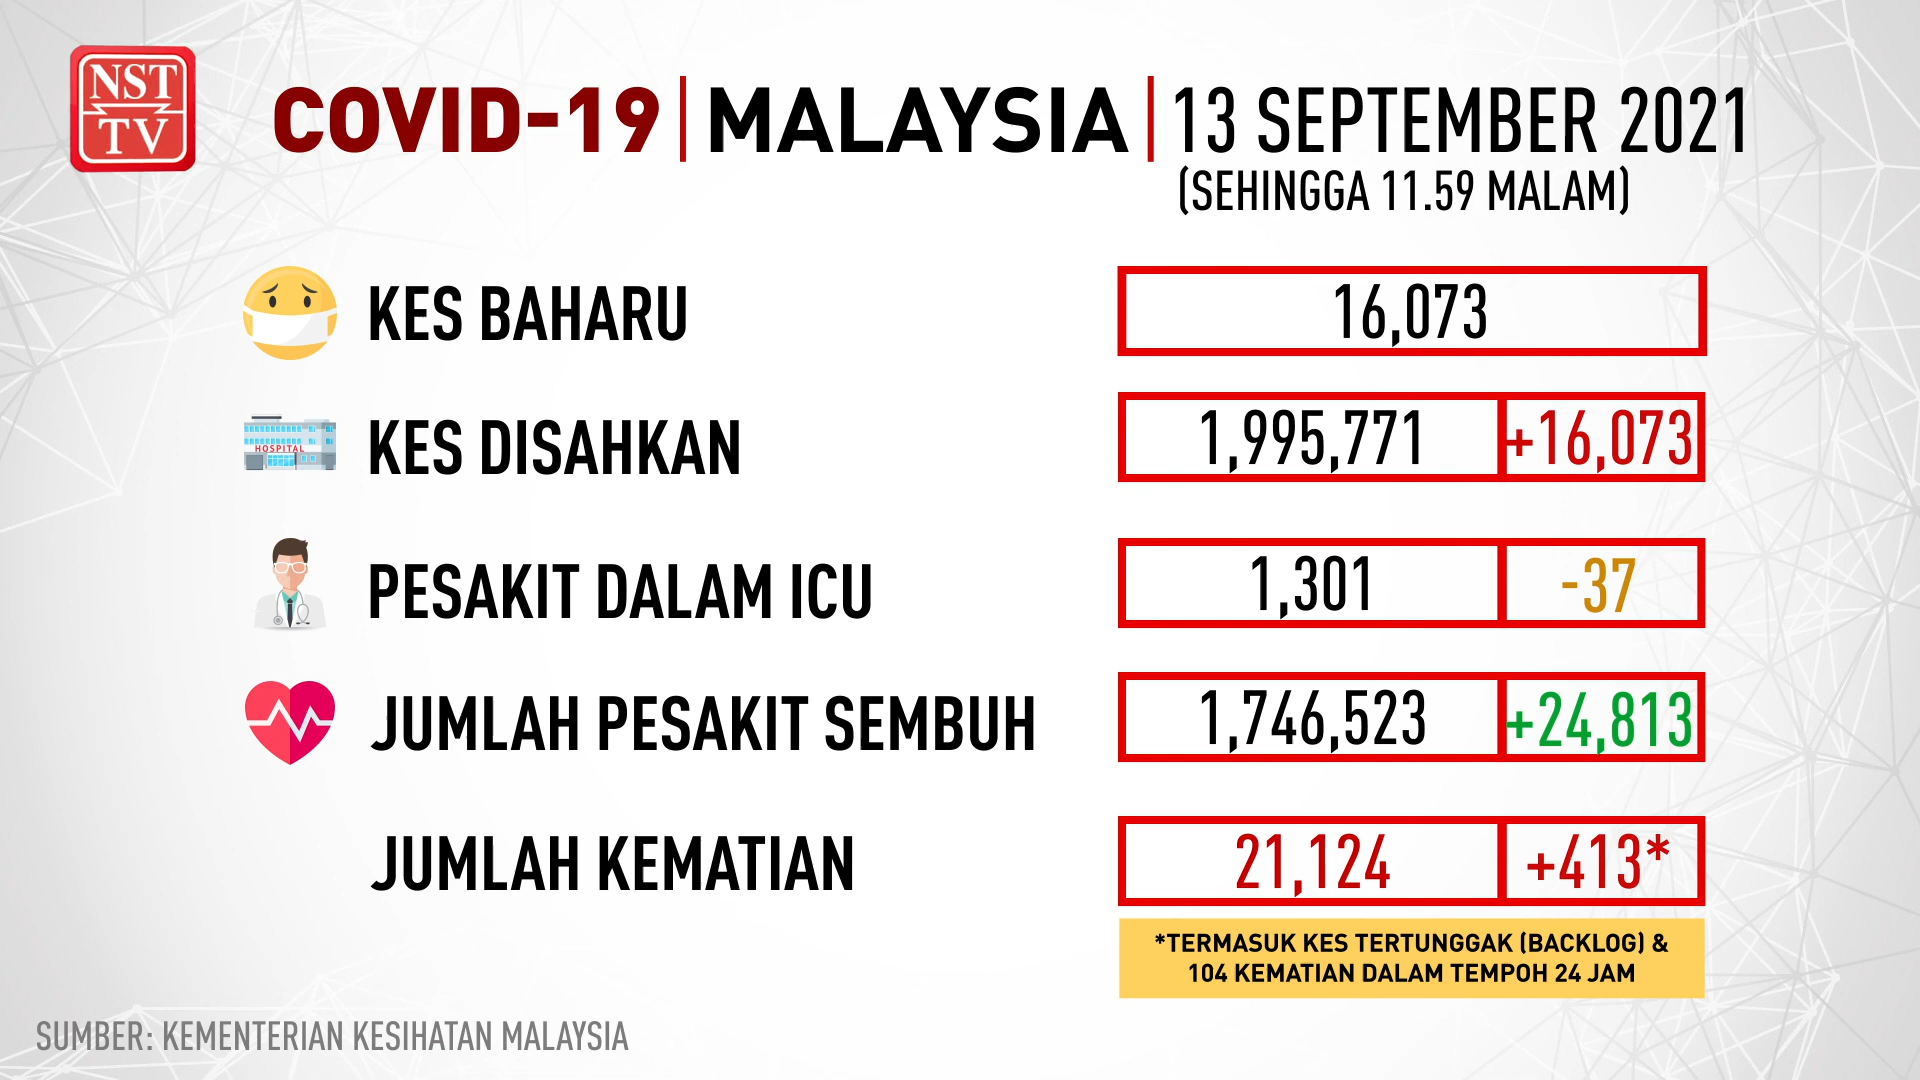 NST
TV
COVID-19 | MALAYSIA | 13 SEPTEMBER 2021
(SEHINGGA 11.59 MALAM)
KES BAHARU 16,073
HOSPITAL
KES DISAHKAN 1,995,771 +16,073
PESAKIT DALAM ICU 1,301 -37
JUMLAH PESAKIT SEMBUH 1,746,523 +24,813
JUMLAH KEMATIAN 21,124 +413*
*TERMASUK KES TERTUNGGAK (BACKLOG) &
104 KEMATIAN DALAM TEMPOH 24 JAM
SUMBER: KEMENTERIAN KESIHATAN MALAYSIA